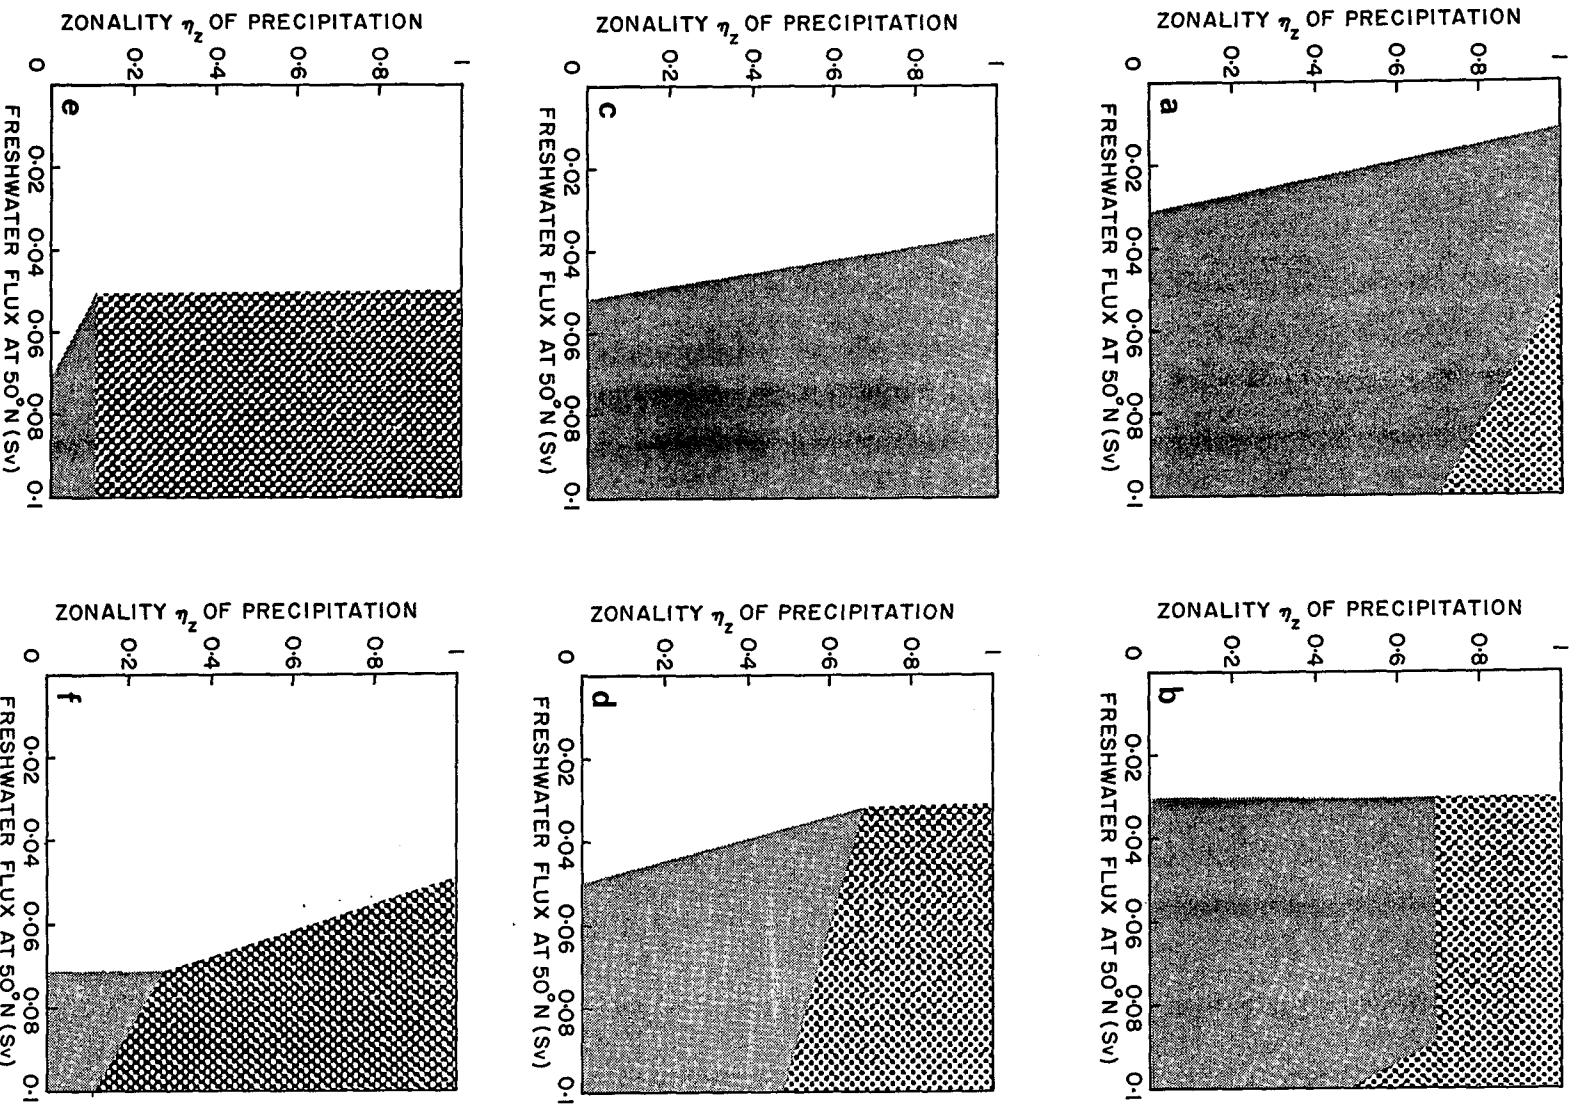 a
ZONALITY η_z OF PRECIPITATION
1
0·8
0·6
0·4
0·2
0 0·02 0·04 0·06 0·08 0·1
FRESHWATER FLUX AT 50°N (Sv)
b
ZONALITY η_z OF PRECIPITATION
1
0·8
0·6
0·4
0·2
0 0·02 0·04 0·06 0·08 0·1
FRESHWATER FLUX AT 50°N (Sv)
c
ZONALITY η_z OF PRECIPITATION
1
0·8
0·6
0·4
0·2
0 0·02 0·04 0·06 0·08 0·1
FRESHWATER FLUX AT 50°N (Sv)
d
ZONALITY η_z OF PRECIPITATION
1
0·8
0·6
0·4
0·2
0 0·02 0·04 0·06 0·08 0·1
FRESHWATER FLUX AT 50°N (Sv)
e
ZONALITY η_z OF PRECIPITATION
1
0·8
0·6
0·4
0·2
0 0·02 0·04 0·06 0·08 0·1
FRESHWATER FLUX AT 50°N (Sv)
f
ZONALITY η_z OF PRECIPITATION
1
0·8
0·6
0·4
0·2
0 0·02 0·04 0·06 0·08 0·1
FRESHWATER FLUX AT 50°N (Sv)